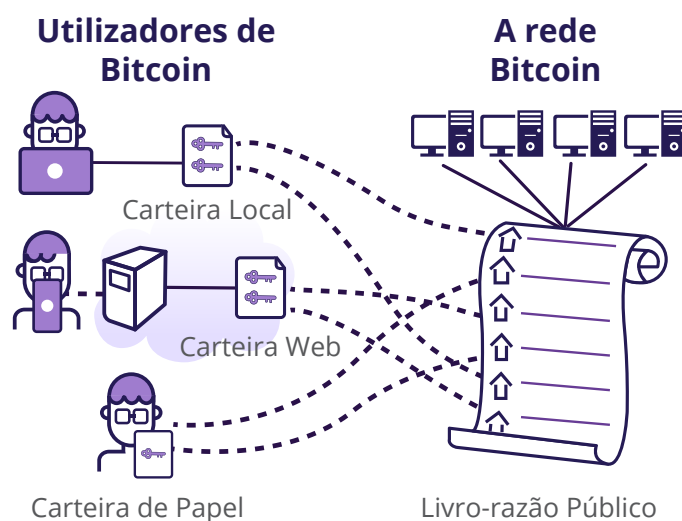 Utilizadores de
Bitcoin
A rede
Bitcoin
Carteira Local
Carteira Web
Carteira de Papel
Livro-razão Público